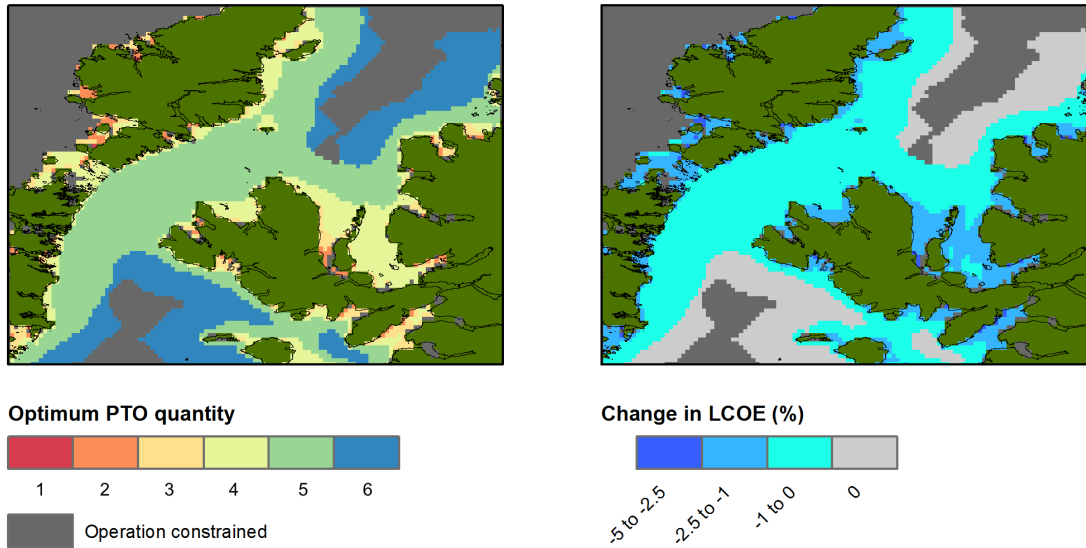 Optimum PTO quantity
1 2 3 4 5 6
Operation constrained
Change in LCOE (%)
-5 to -2.5
-2.5 to -1
-1 to 0
0